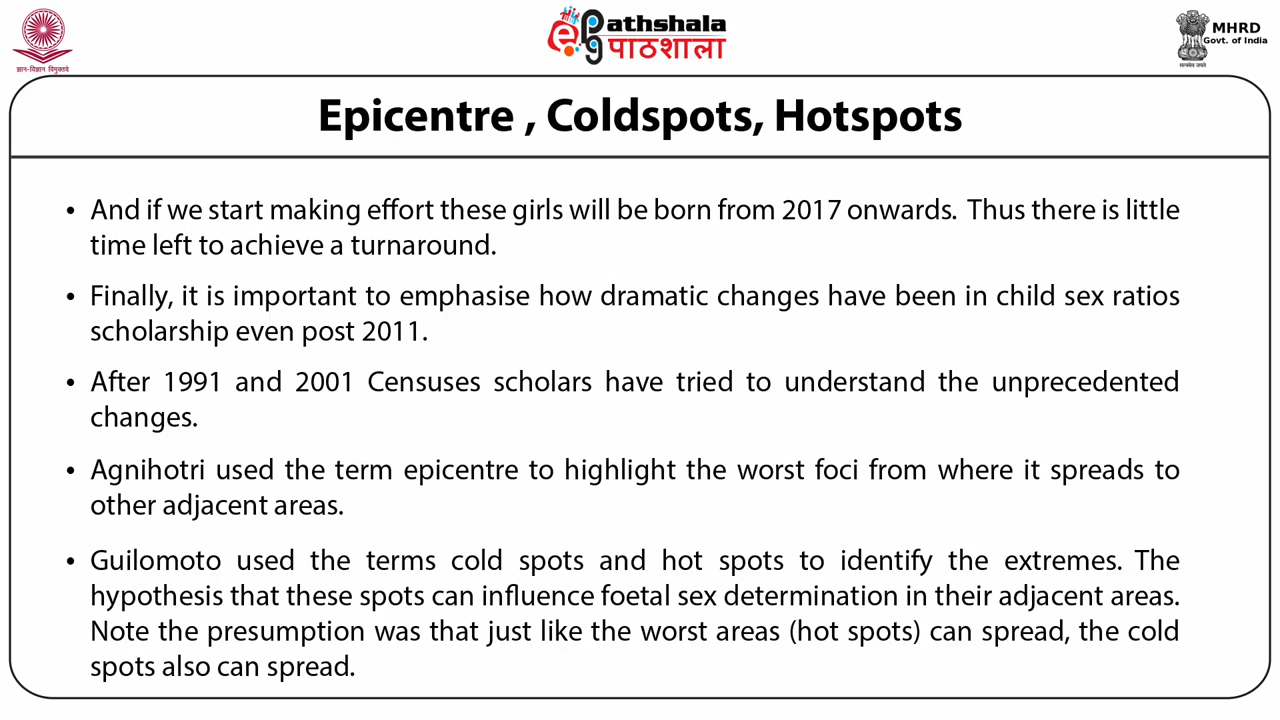 ज्ञान-विज्ञान विमुक्तये
ePathshala
पाठशाला
MHRD
Govt. of India
सत्यमेव जयते
Epicentre , Coldspots, Hotspots
• And if we start making effort these girls will be born from 2017 onwards. Thus there is little
time left to achieve a turnaround.
• Finally, it is important to emphasise how dramatic changes have been in child sex ratios
scholarship even post 2011.
• After 1991 and 2001 Censuses scholars have tried to understand the unprecedented
changes.
• Agnihotri used the term epicentre to highlight the worst foci from where it spreads to
other adjacent areas.
• Guilomoto used the terms cold spots and hot spots to identify the extremes. The
hypothesis that these spots can influence foetal sex determination in their adjacent areas.
Note the presumption was that just like the worst areas (hot spots) can spread, the cold
spots also can spread.